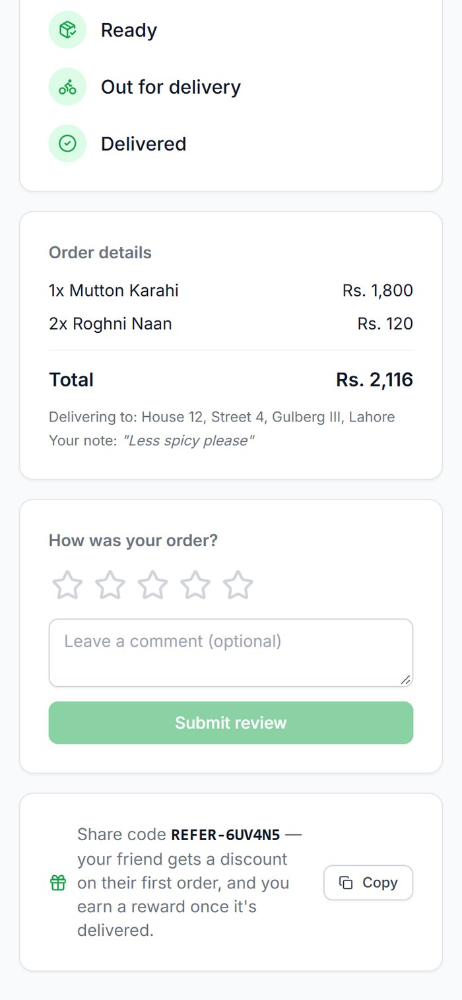 Ready
Out for delivery
Delivered
Order details
1x Mutton Karahi Rs. 1,800
2x Roghni Naan Rs. 120
Total Rs. 2,116
Delivering to: House 12, Street 4, Gulberg III, Lahore
Your note: "Less spicy please"
How was your order?
Leave a comment (optional)
Submit review
Share code REFER-6UV4N5 —
your friend gets a discount
on their first order, and you
earn a reward once it's
delivered.
Copy